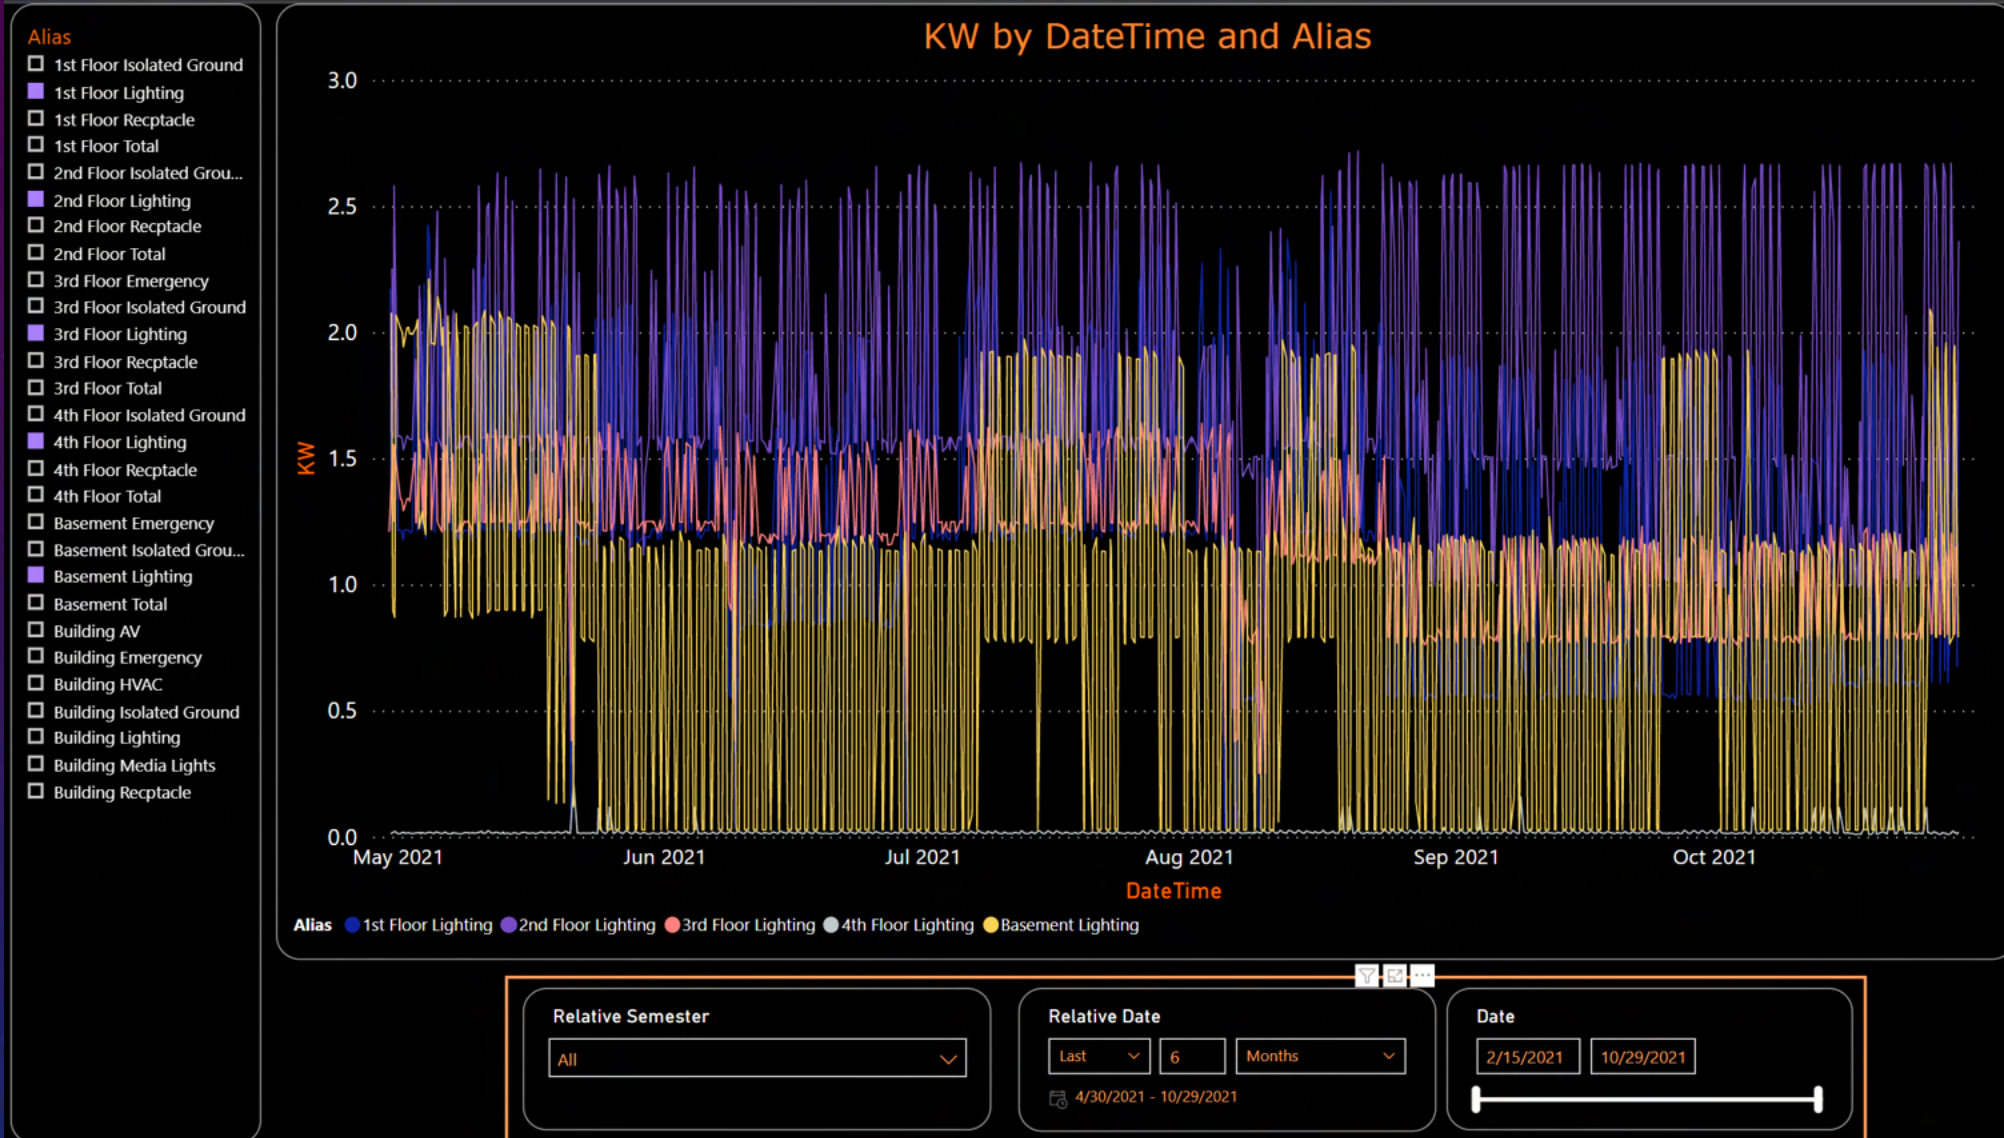 Alias
1st Floor Isolated Ground
1st Floor Lighting
1st Floor Recptacle
1st Floor Total
2nd Floor Isolated Grou...
2nd Floor Lighting
2nd Floor Recptacle
2nd Floor Total
3rd Floor Emergency
3rd Floor Isolated Ground
3rd Floor Lighting
3rd Floor Recptacle
3rd Floor Total
4th Floor Isolated Ground
4th Floor Lighting
4th Floor Recptacle
4th Floor Total
Basement Emergency
Basement Isolated Grou...
Basement Lighting
Basement Total
Building AV
Building Emergency
Building HVAC
Building Isolated Ground
Building Lighting
Building Media Lights
Building Recptacle
KW by DateTime and Alias
3.0
2.5
2.0
1.5
1.0
0.5
0.0
KW
May 2021 Jun 2021 Jul 2021 Aug 2021 Sep 2021 Oct 2021
DateTime
Alias 1st Floor Lighting 2nd Floor Lighting 3rd Floor Lighting 4th Floor Lighting Basement Lighting
Relative Semester
All
Relative Date
Last 6 Months
4/30/2021 - 10/29/2021
Date
2/15/2021 10/29/2021